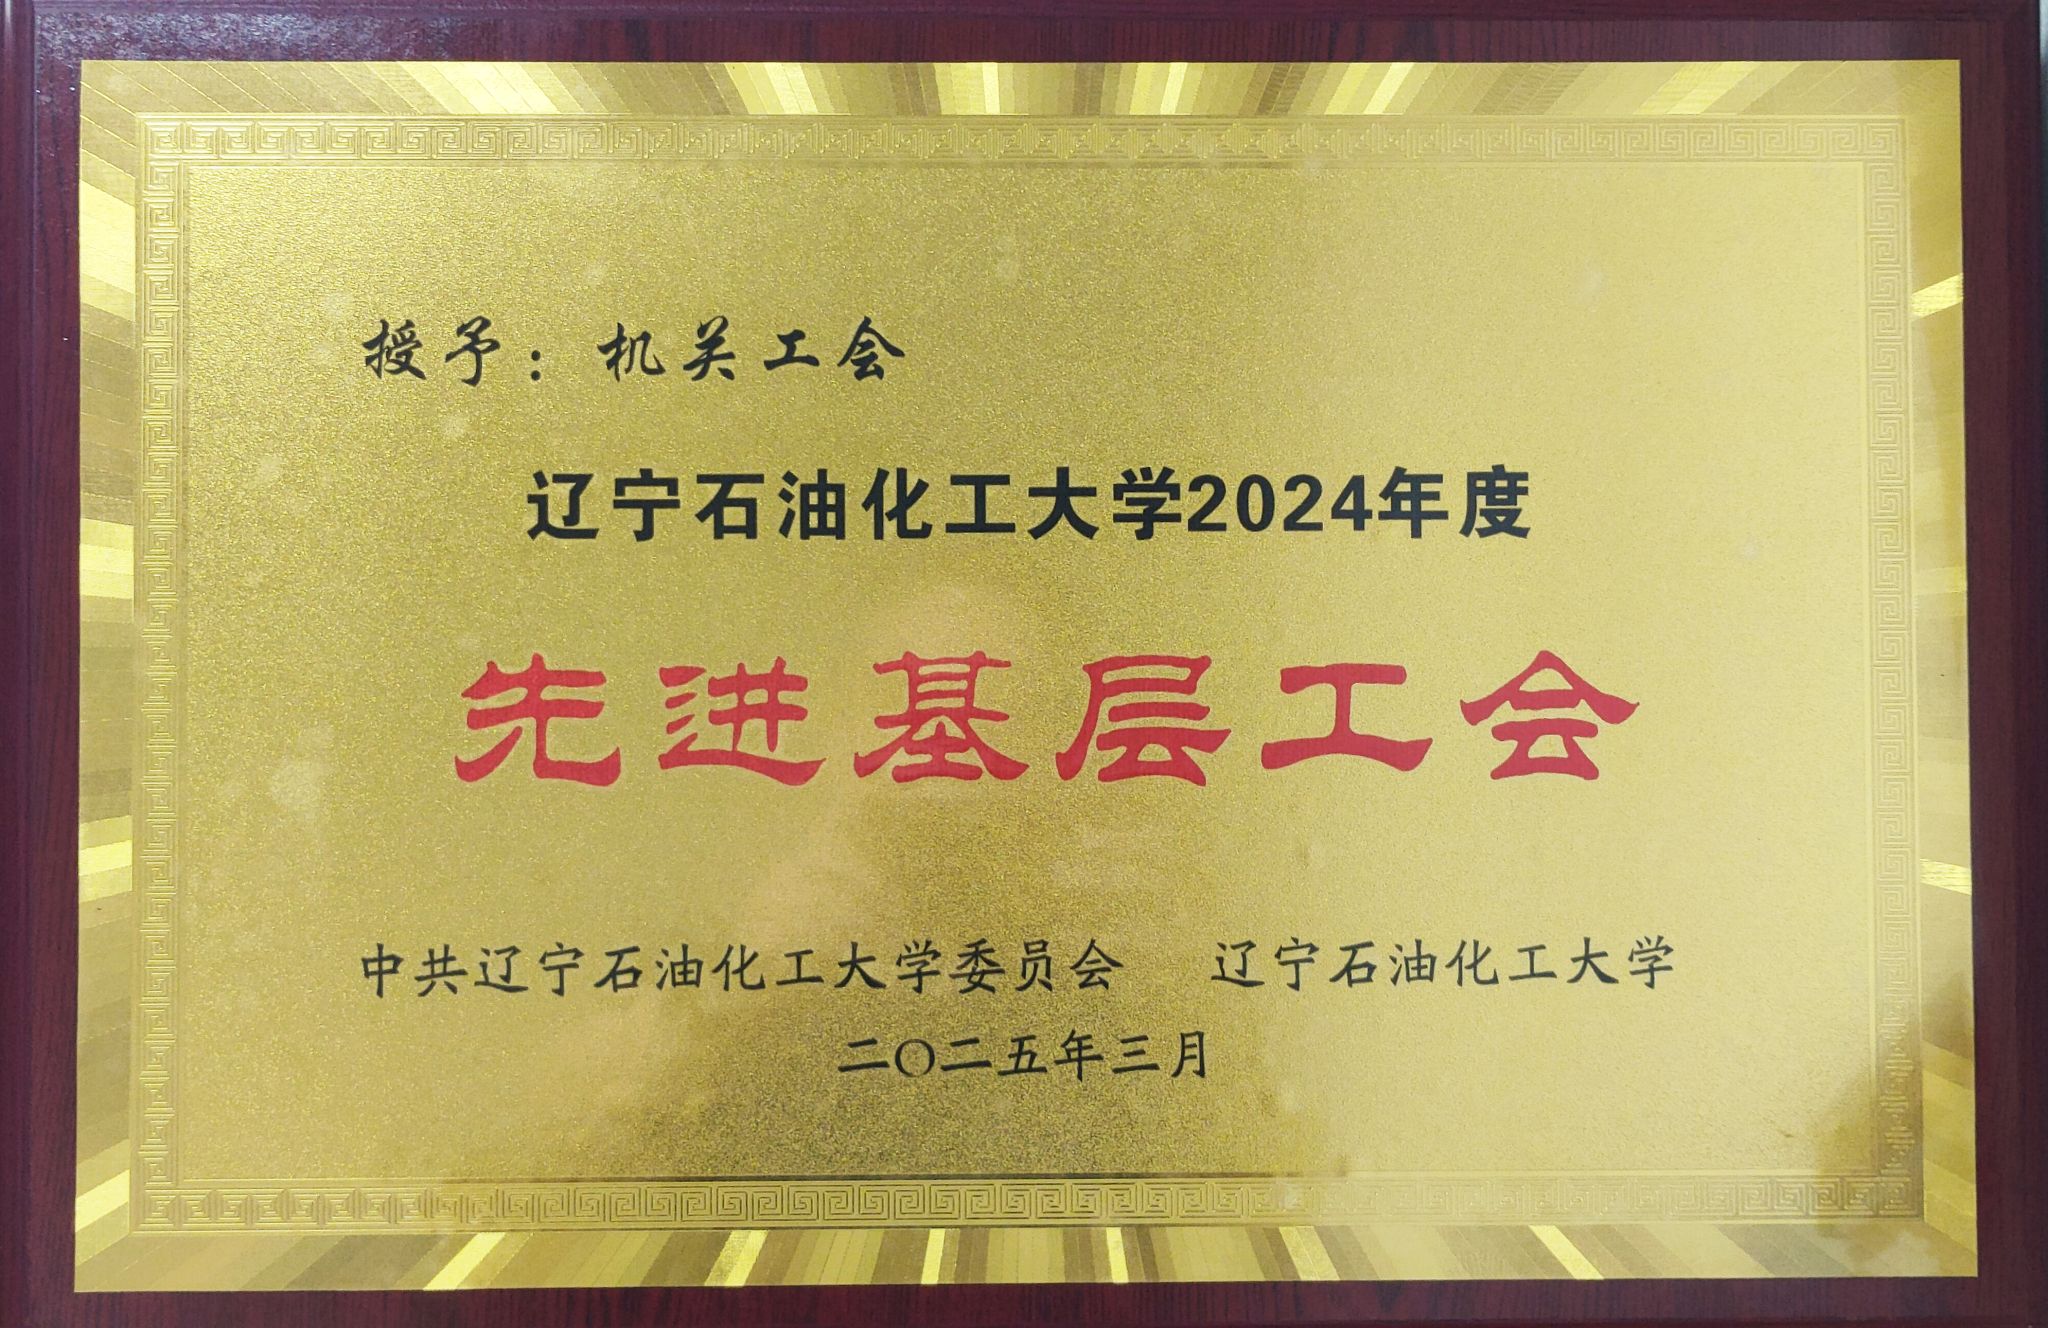 授予：机关工会
辽宁石油化工大学2024年度
先进基层工会
中共辽宁石油化工大学委员会 辽宁石油化工大学
二〇二五年三月